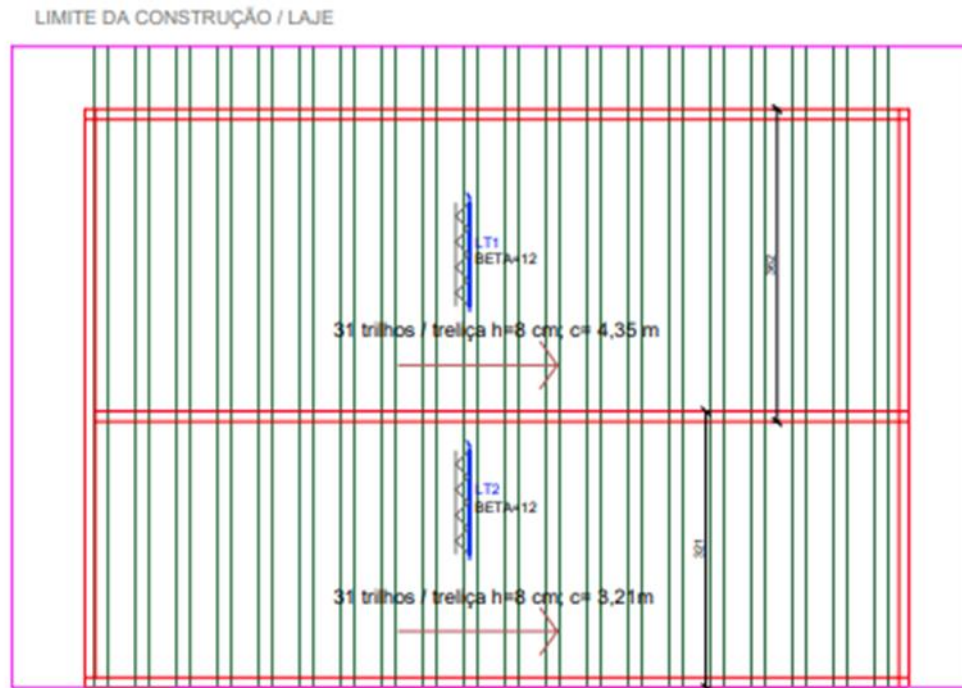 LIMITE DA CONSTRUÇÃO / LAJE
LT1
BETA=12
362
31 trilhos / treliça h=8 cm; c= 4,35 m
LT2
BETA=12
321
31 trilhos / treliça h=8 cm; c= 3,21m